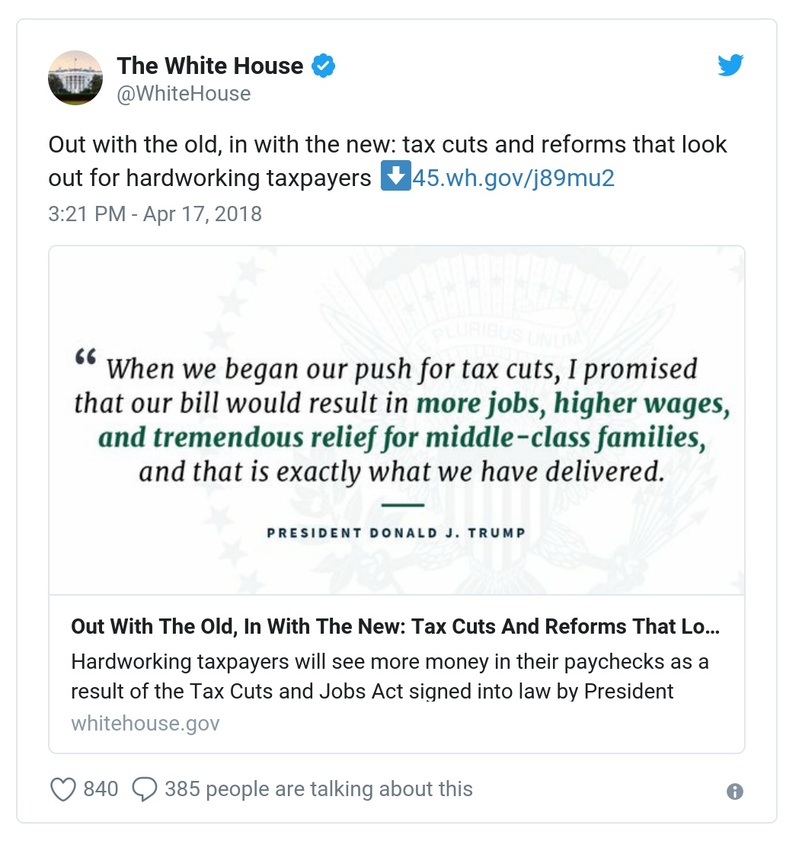 The White House
@WhiteHouse
Out with the old, in with the new: tax cuts and reforms that look
out for hardworking taxpayers ⬇45.wh.gov/j89mu2
3:21 PM - Apr 17, 2018
PLURIBUS UNUM
“ When we began our push for tax cuts, I promised
that our bill would result in more jobs, higher wages,
and tremendous relief for middle-class families,
and that is exactly what we have delivered.
PRESIDENT DONALD J. TRUMP
Out With The Old, In With The New: Tax Cuts And Reforms That Lo...
Hardworking taxpayers will see more money in their paychecks as a
result of the Tax Cuts and Jobs Act signed into law by President
whitehouse.gov
840 385 people are talking about this